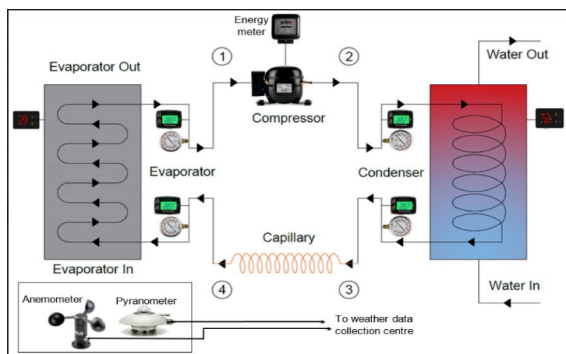 Energy
meter
Evaporator Out
1
2
Water Out
Compressor
Evaporator
Condenser
Capillary
Evaporator In
4
3
Water In
Anemometer
Pyranometer
To weather data
collection centre